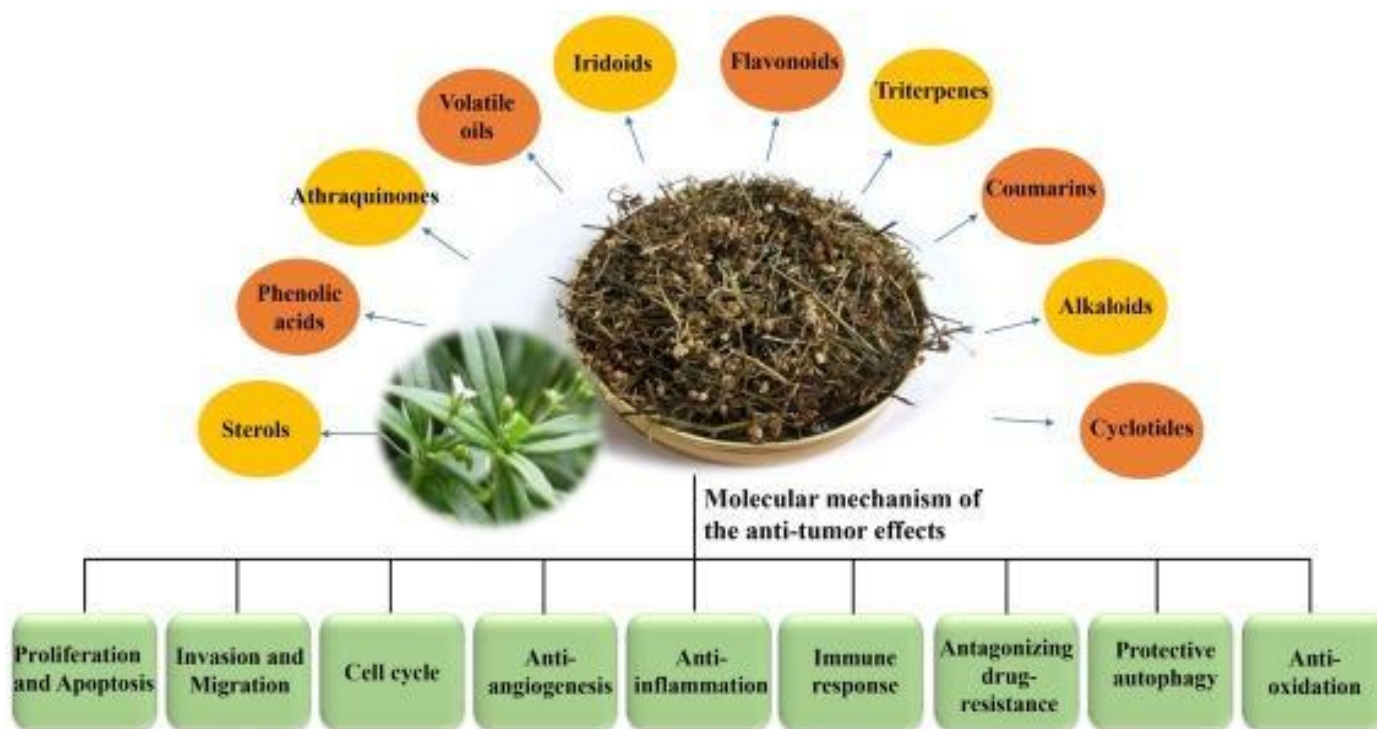 Iridoids
Flavonoids
Triterpenes
Volatile
oils
Coumarins
Athraquinones
Phenolic
acids
Alkaloids
Sterols
Cyclotides
Molecular mechanism of
the anti-tumor effects
Proliferation
and Apoptosis
Invasion and
Migration
Cell cycle
Anti-
angiogenesis
Anti-
inflammation
Immune
response
Antagonizing
drug-
resistance
Protective
autophagy
Anti-
oxidation